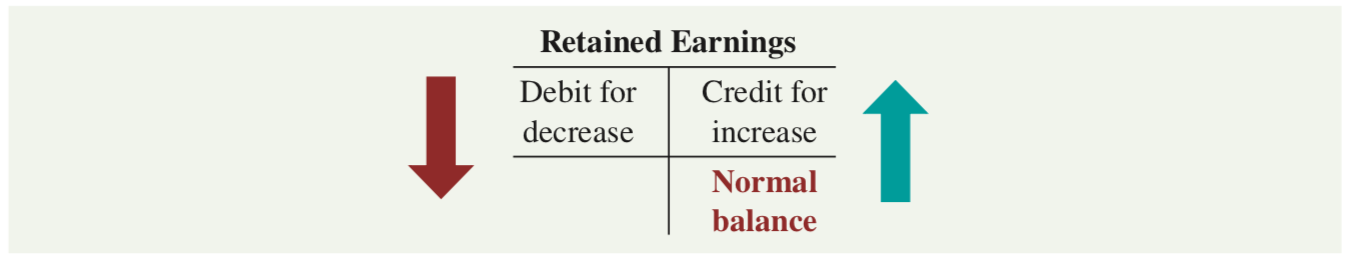 Retained Earnings
Debit for
decrease
Credit for
increase
Normal
balance